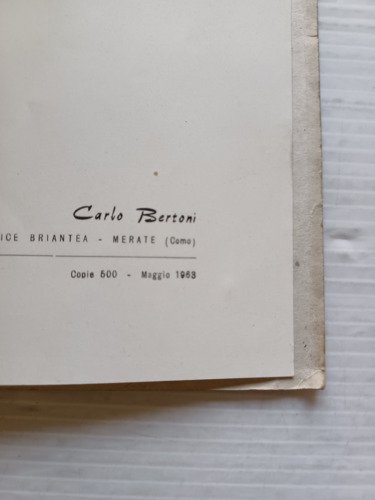 Carlo Bertoni
ICE BRIANTEA - MERATE (Como)
Copie 500 - Maggio 1963